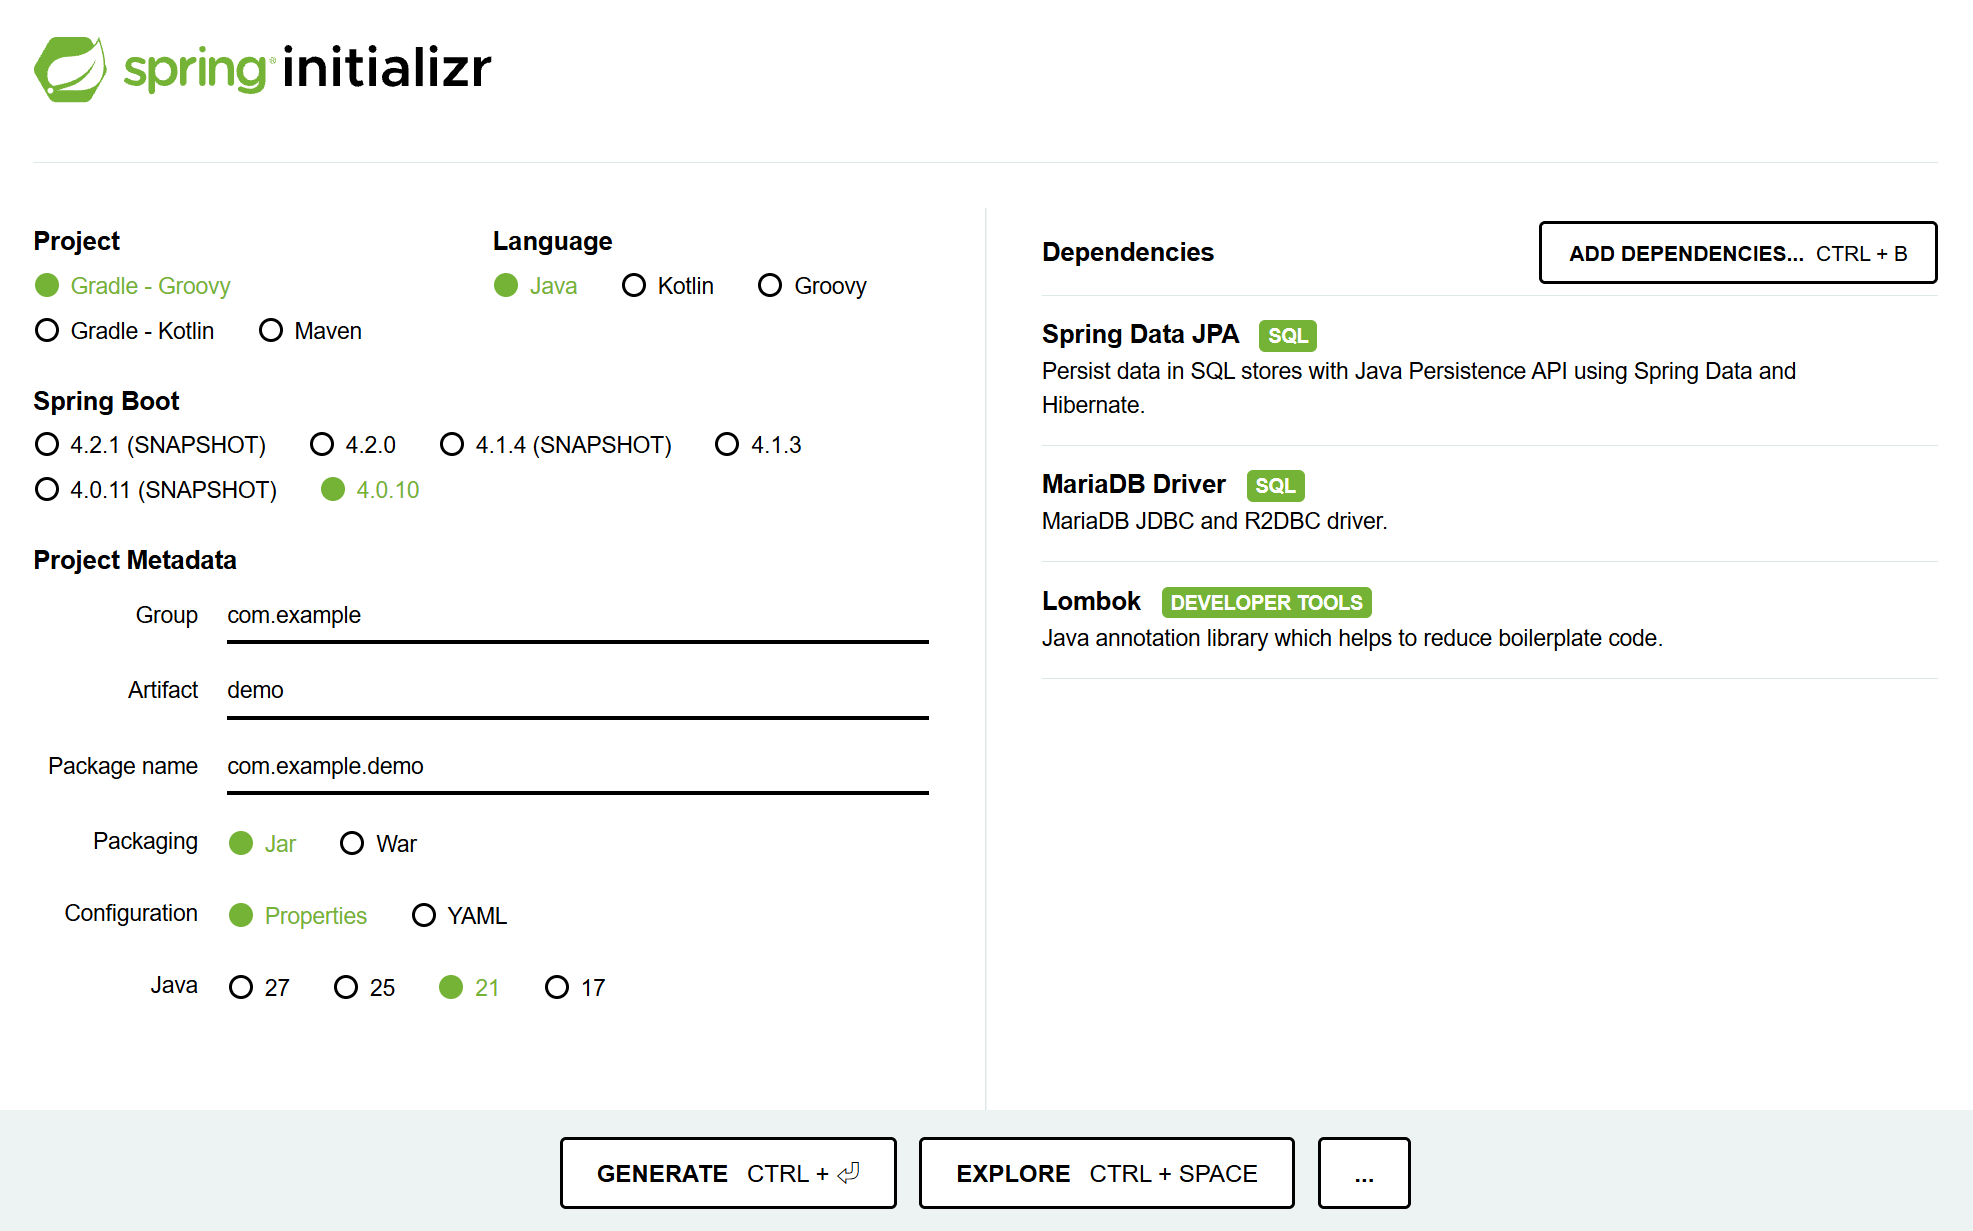 spring initializr
Project
Gradle - Groovy
Gradle - Kotlin Maven
Language
Java Kotlin Groovy
Spring Boot
4.2.1 (SNAPSHOT) 4.2.0 4.1.4 (SNAPSHOT) 4.1.3
4.0.11 (SNAPSHOT) 4.0.10
Project Metadata
Group com.example
Artifact demo
Package name com.example.demo
Packaging Jar War
Configuration Properties YAML
Java 27 25 21 17
Dependencies ADD DEPENDENCIES... CTRL + B
Spring Data JPA SQL
Persist data in SQL stores with Java Persistence API using Spring Data and
Hibernate.
MariaDB Driver SQL
MariaDB JDBC and R2DBC driver.
Lombok DEVELOPER TOOLS
Java annotation library which helps to reduce boilerplate code.
GENERATE CTRL + ⏎ EXPLORE CTRL + SPACE ...